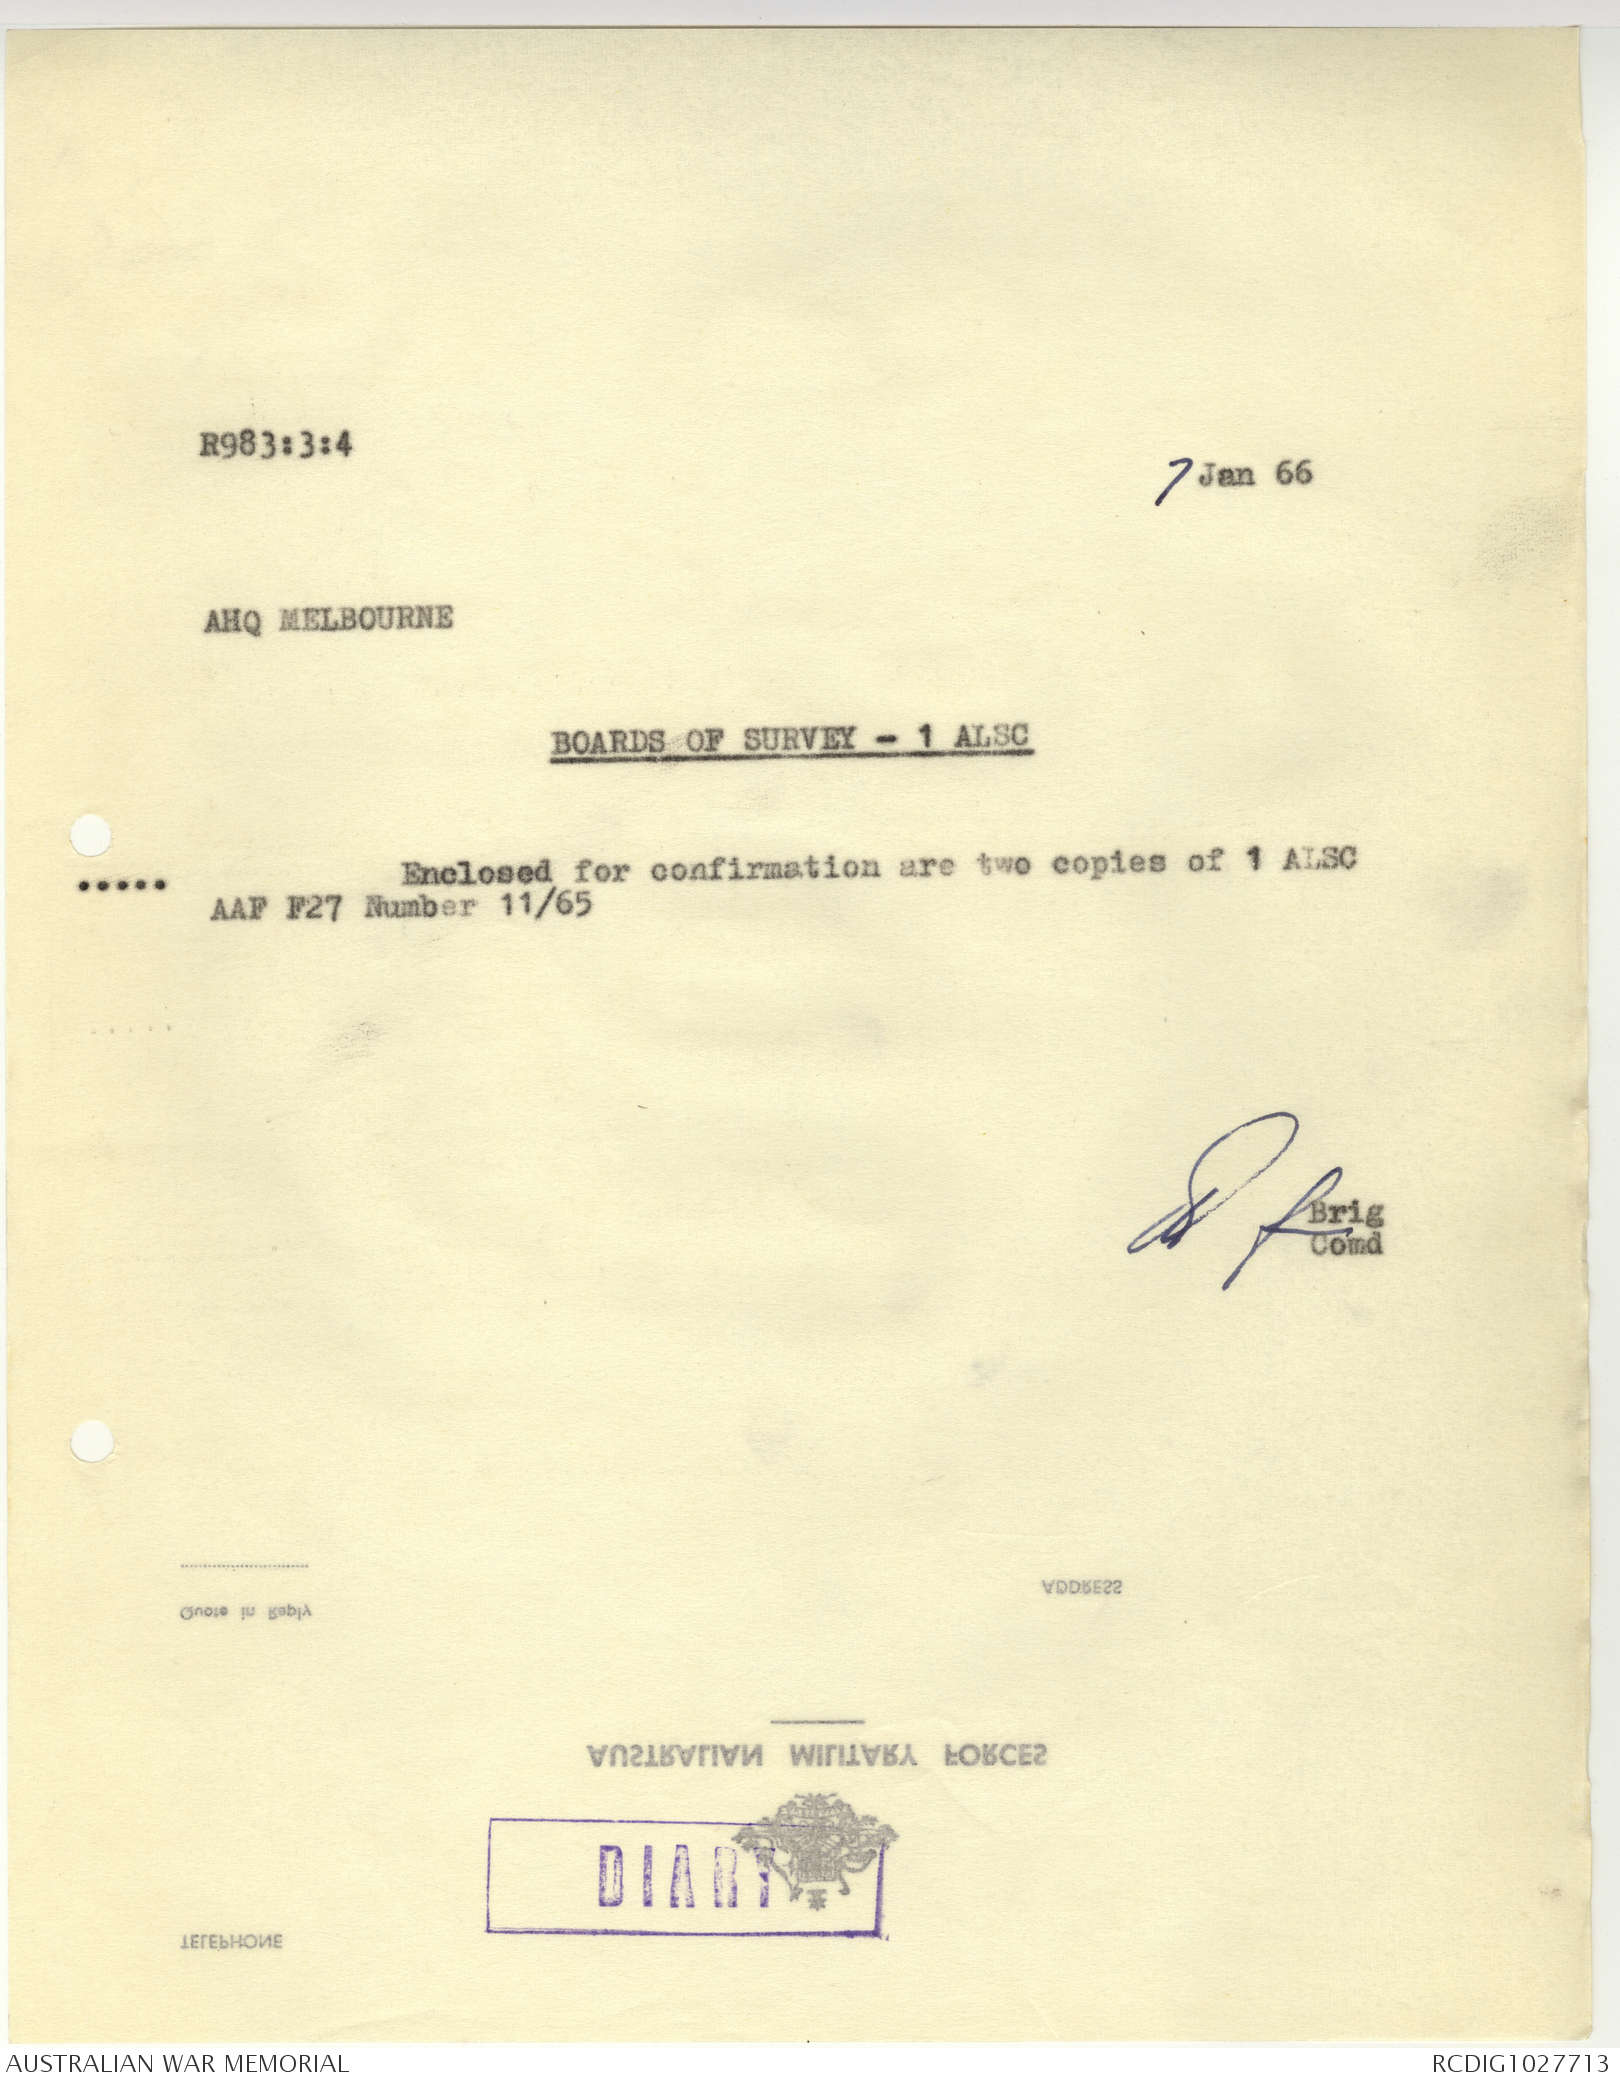 R983:3:4
7 Jan 66
AHQ MELBOURNE
BOARDS OF SURVEY - 1 ALSC
..... Enclosed for confirmation are two copies of 1 ALSC
AAF F27 Number 11/65
Brig
Comd
ADDRESS
Quote in Reply
AUSTRALIAN MILITARY FORCES
DIARY
TELEPHONE
AUSTRALIAN WAR MEMORIAL
RCDIG1027713